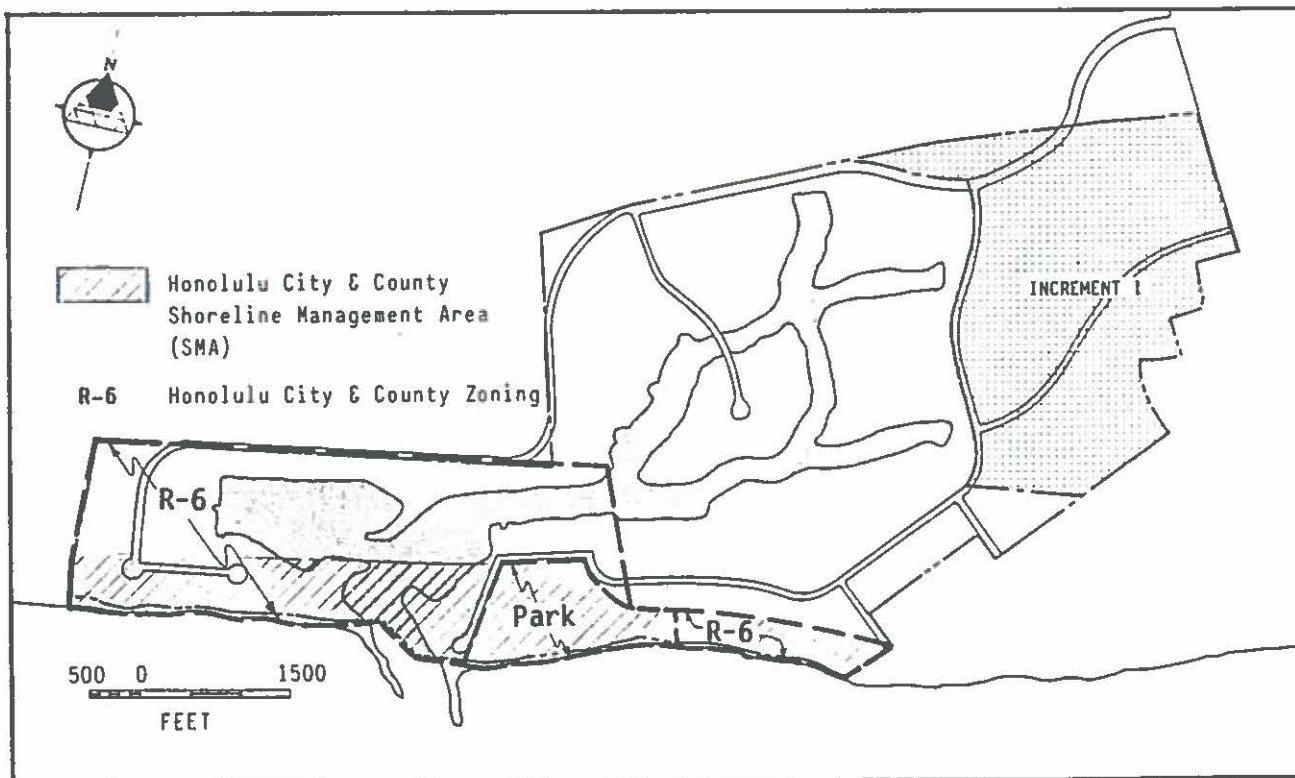 N
Honolulu City & County
Shoreline Management Area
(SMA)
R-6 Honolulu City & County Zoning
INCREMENT 1
R-6
Park
R-6
500 0 1500
FEET